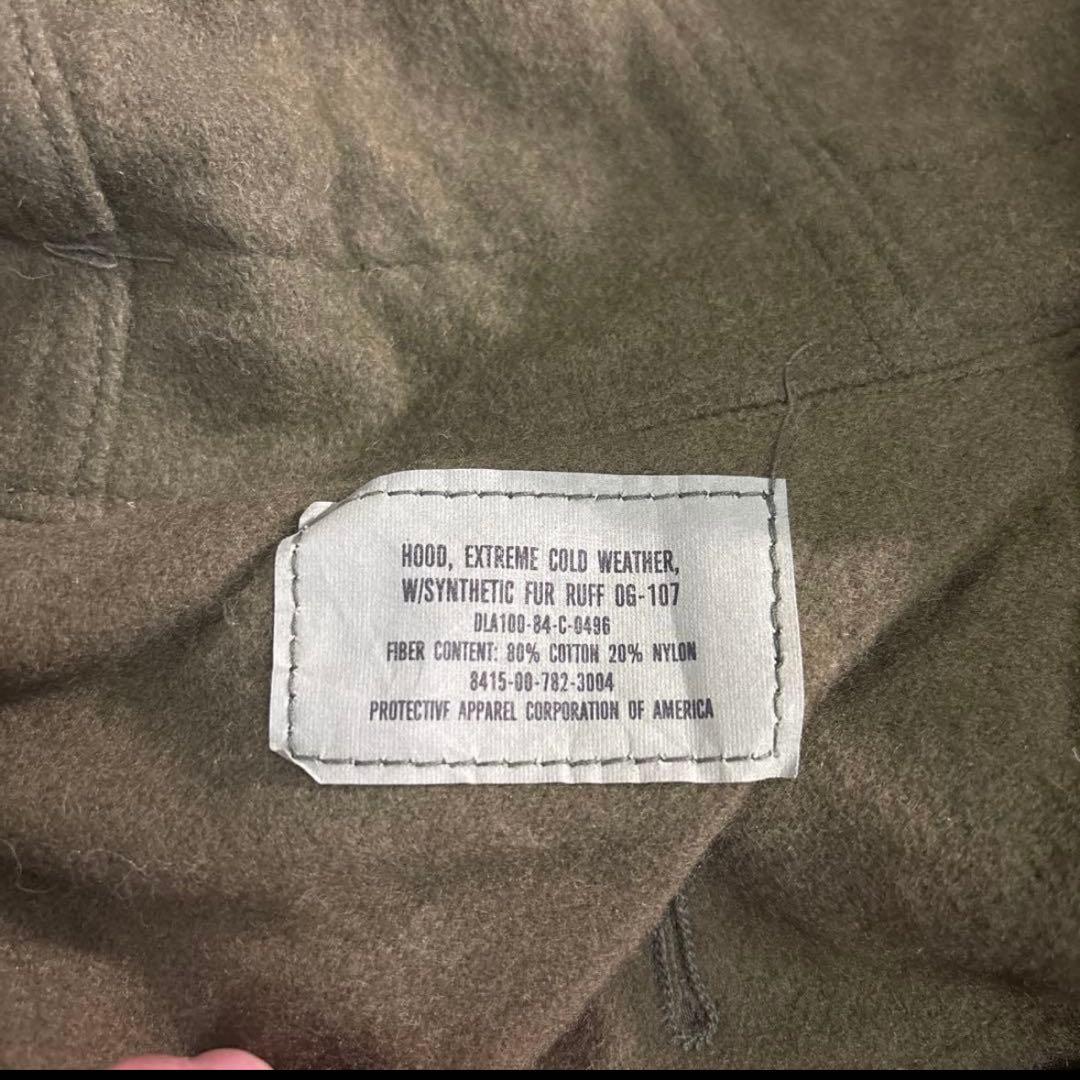 HOOD, EXTREME COLD WEATHER,
W/SYNTHETIC FUR RUFF OG-107
DLA100-84-C-0496
FIBER CONTENT: 80% COTTON 20% NYLON
8415-00-782-3004
PROTECTIVE APPAREL CORPORATION OF AMERICA